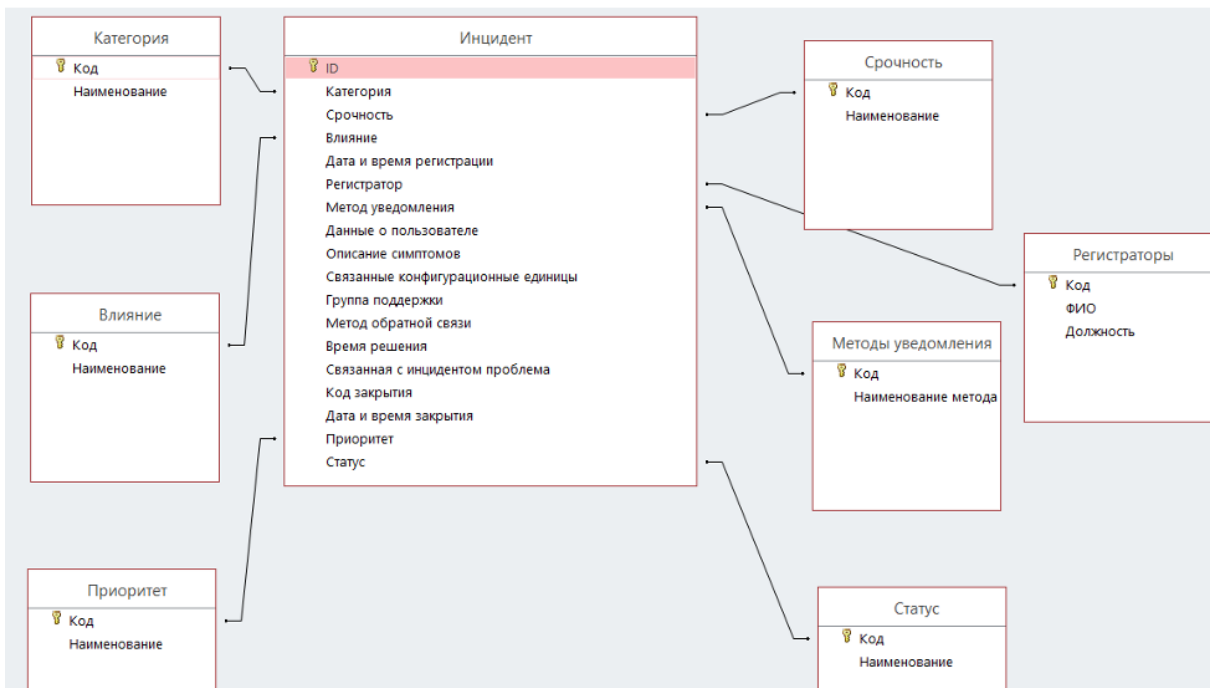 Категория
Код
Наименование
Инцидент
ID
Категория
Срочность
Влияние
Дата и время регистрации
Регистратор
Метод уведомления
Данные о пользователе
Описание симптомов
Связанные конфигурационные единицы
Группа поддержки
Метод обратной связи
Время решения
Связанная с инцидентом проблема
Код закрытия
Дата и время закрытия
Приоритет
Статус
Срочность
Код
Наименование
Регистраторы
Код
ФИО
Должность
Влияние
Код
Наименование
Методы уведомления
Код
Наименование метода
Приоритет
Код
Наименование
Статус
Код
Наименование